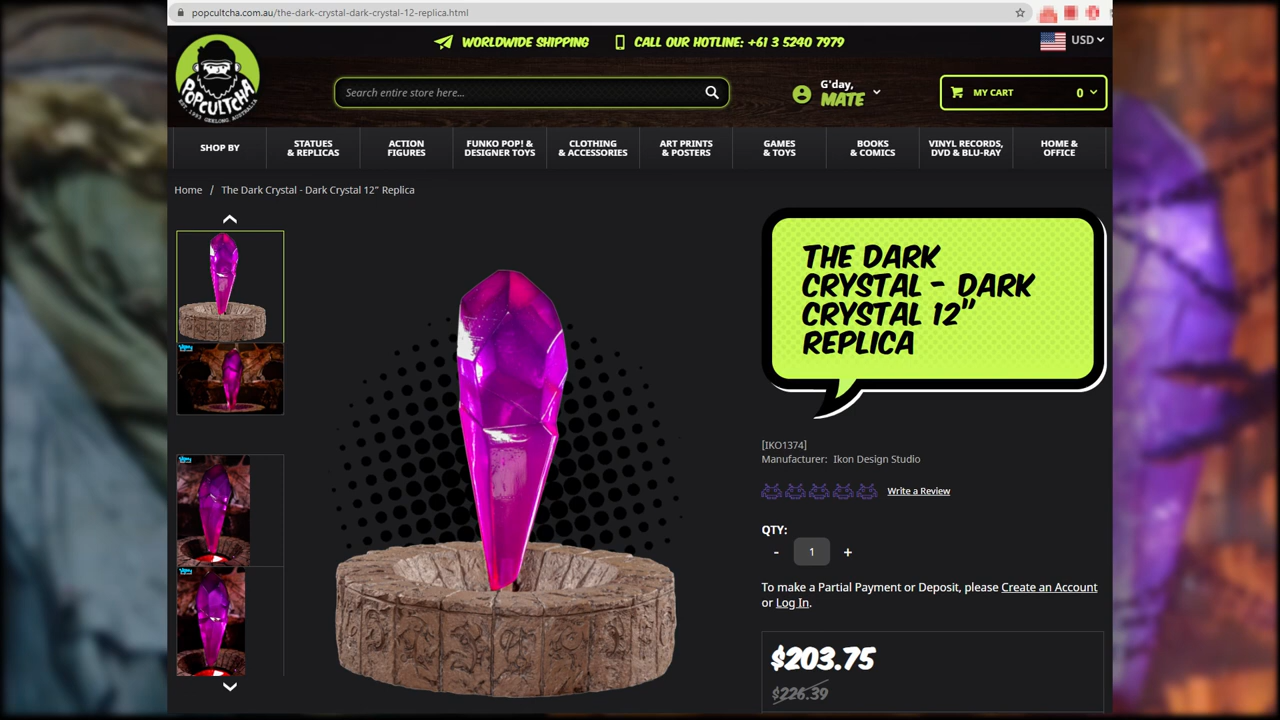 popcultcha.com.au/the-dark-crystal-dark-crystal-12-replica.html
WORLDWIDE SHIPPING
CALL OUR HOTLINE: +61 3 5240 7979
USD
POPCULTCHA
EST 1993 GEELONG AUSTRALIA
Search entire store here...
G'day,
MATE
MY CART 0
SHOP BY
STATUES
& REPLICAS
ACTION
FIGURES
FUNKO POP! &
DESIGNER TOYS
CLOTHING
& ACCESSORIES
ART PRINTS
& POSTERS
GAMES
& TOYS
BOOKS
& COMICS
VINYL RECORDS,
DVD & BLU-RAY
HOME &
OFFICE
Home / The Dark Crystal - Dark Crystal 12" Replica
THE DARK
CRYSTAL - DARK
CRYSTAL 12"
REPLICA
[IKO1374]
Manufacturer: Ikon Design Studio
Write a Review
QTY:
- 1 +
To make a Partial Payment or Deposit, please Create an Account
or Log In.
$203.75
$226.39